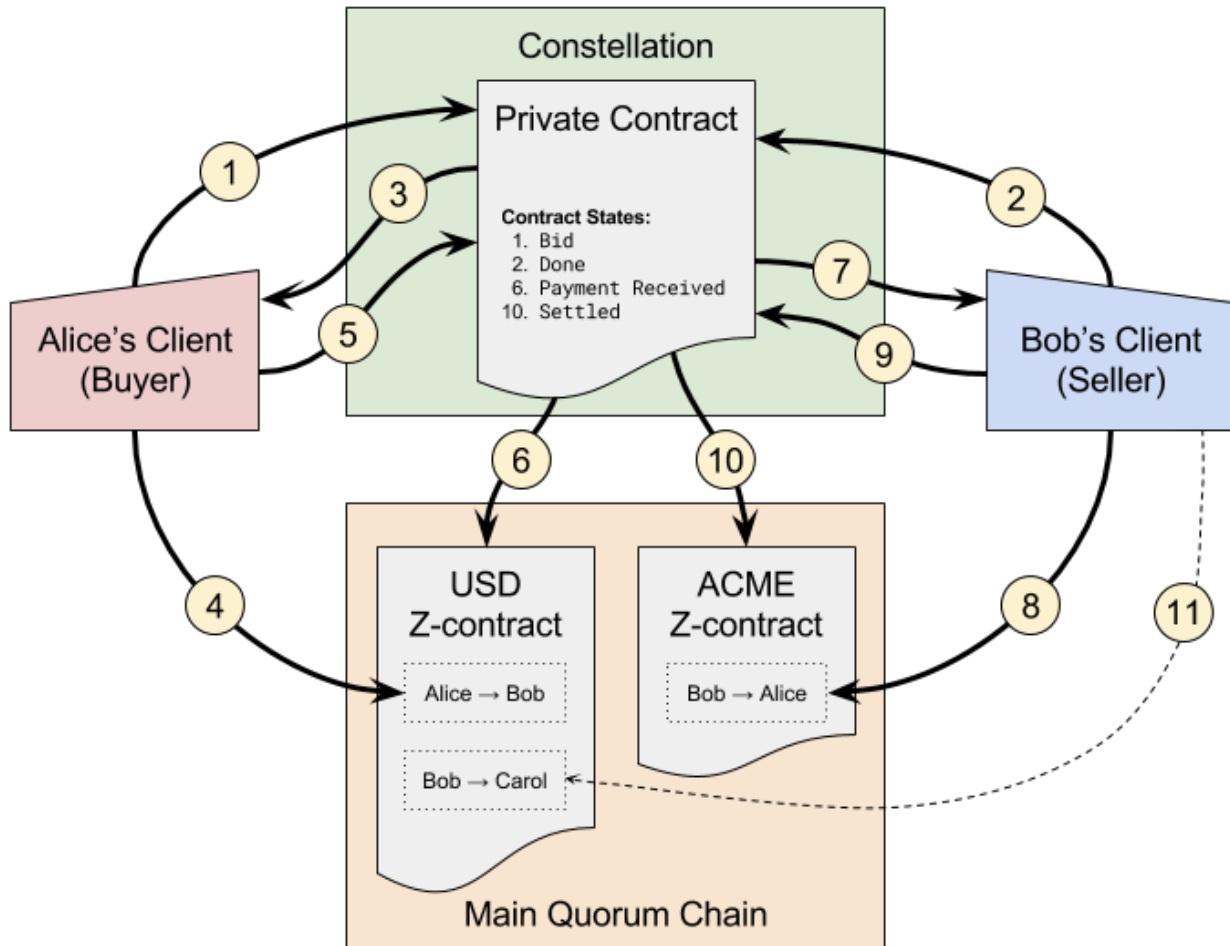 Constellation
Private Contract
1
3
2
Contract States:
1. Bid
2. Done
6. Payment Received
10. Settled
7
5
9
Alice's Client
(Buyer)
Bob's Client
(Seller)
6
10
USD
Z-contract
ACME
Z-contract
4
8
11
Alice → Bob
Bob → Alice
Bob → Carol
Main Quorum Chain